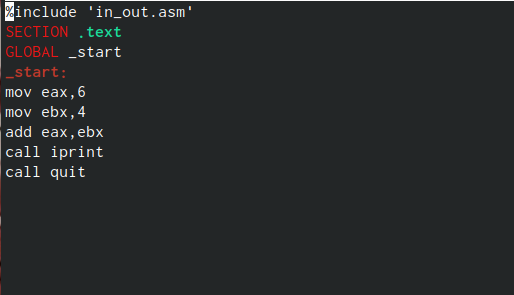 %include 'in_out.asm'
SECTION .text
GLOBAL _start
_start:
mov eax,6
mov ebx,4
add eax,ebx
call iprint
call quit